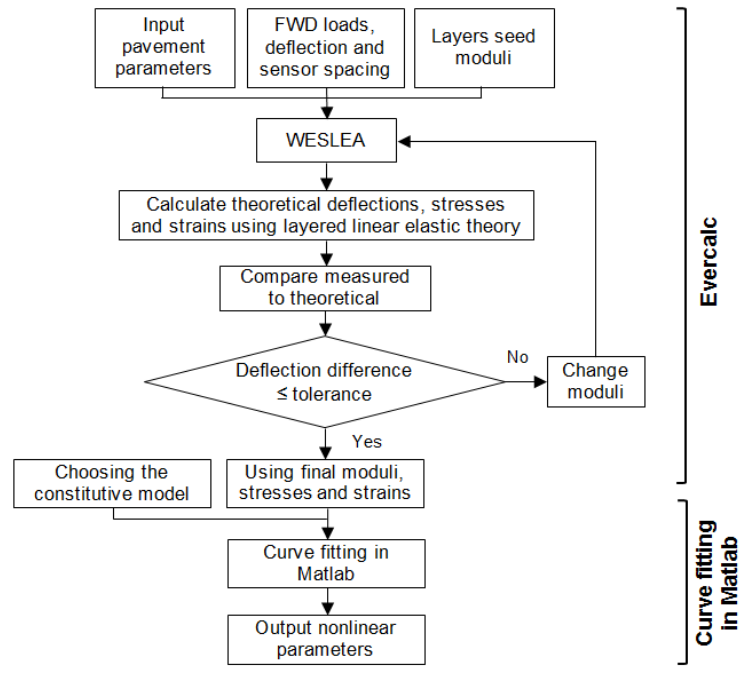 Input
pavement
parameters
FWD loads,
deflection and
sensor spacing
Layers seed
moduli
WESLEA
Calculate theoretical deflections, stresses
and strains using layered linear elastic theory
Compare measured
to theoretical
Deflection difference
≤ tolerance
No
Change
moduli
Yes
Choosing the
constitutive model
Using final moduli,
stresses and strains
Curve fitting in
Matlab
Output nonlinear
parameters
Evercalc
Curve fitting
in Matlab